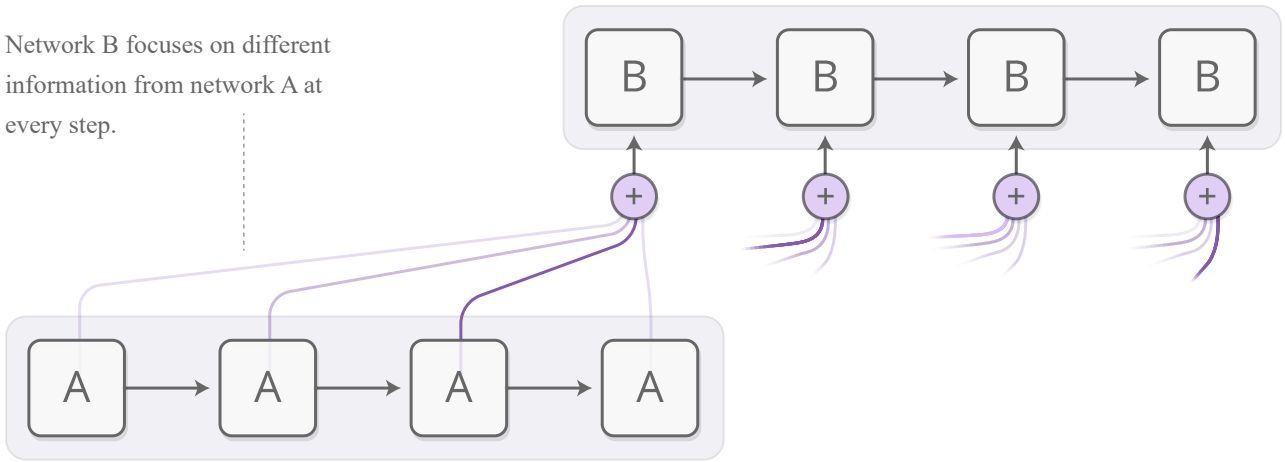 Network B focuses on different
information from network A at
every step.
B B B B
+ + + +
A A A A